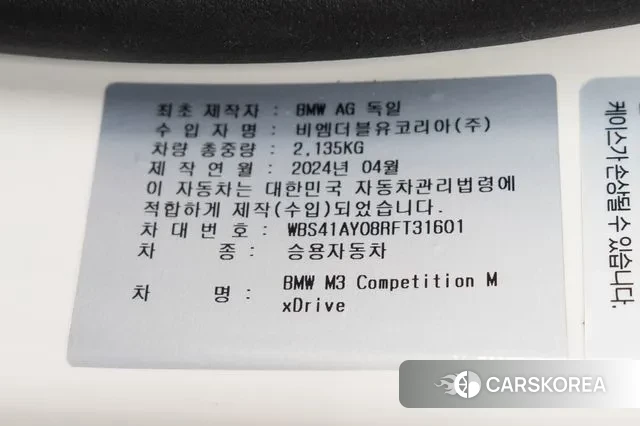 최초 제작자 : BMW AG 독일
수 입 자 명 : 비엠더블유코리아(주)
차량 총중량 : 2,135KG
제 작 연 월 : 2024년 04월
이 자동차는 대한민국 자동차관리법령에
적합하게 제작(수입)되었습니다.
차 대 번 호 : WBS41AY08RFT31601
차 종 : 승용자동차
차 명 : BMW M3 Competition M
xDrive
케이스가 손상될 수 있습니다.
CARSKOREA